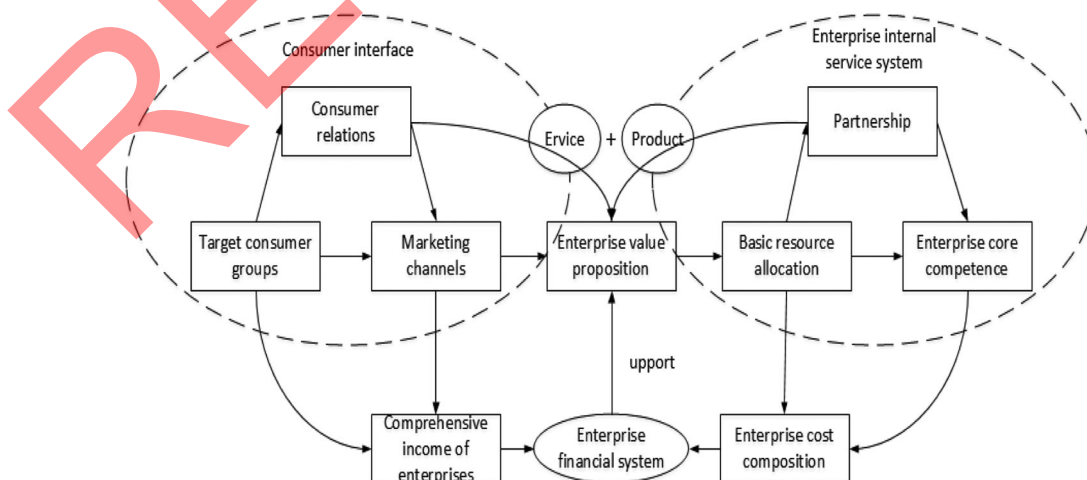 RE
Consumer interface
Enterprise internal
service system
Consumer
relations
Ervice
+
Product
Partnership
Target consumer
groups
Marketing
channels
Enterprise value
proposition
Basic resource
allocation
Enterprise core
competence
upport
Comprehensive
income of
enterprises
Enterprise
financial system
Enterprise cost
composition